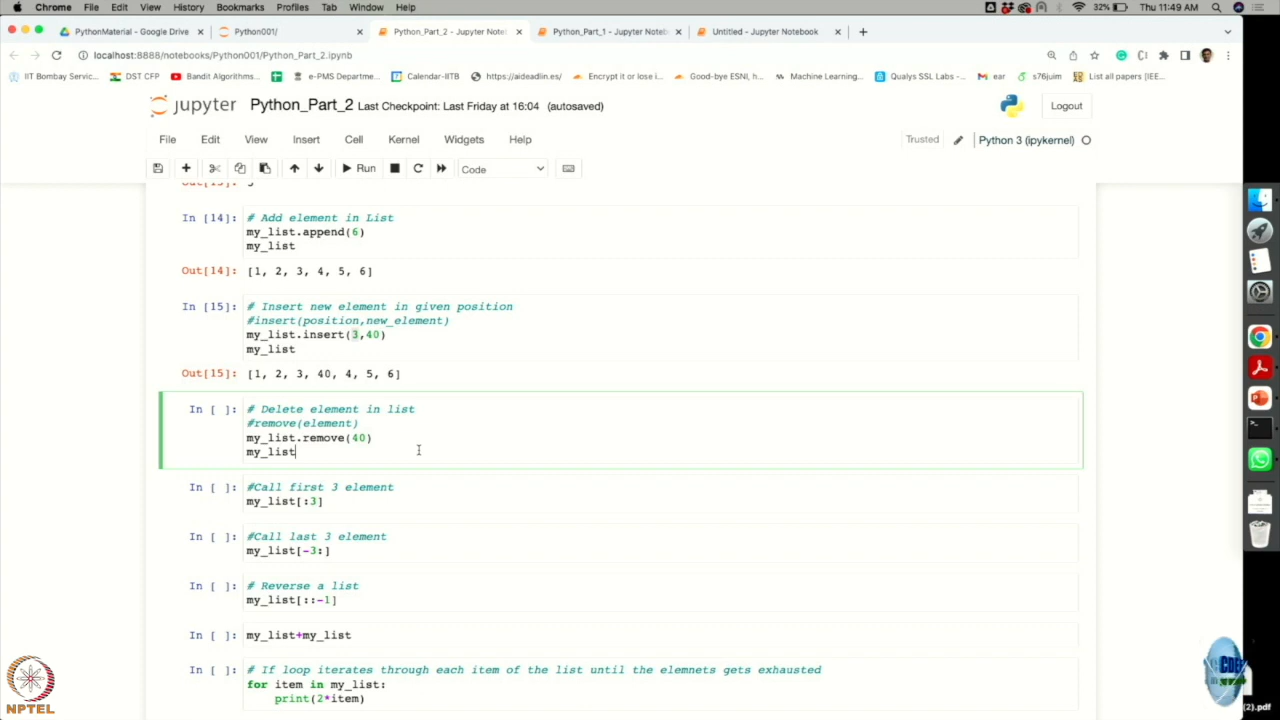 Chrome File Edit View History Bookmarks Profiles Tab Window Help 32% Thu 11:49 AM
PythonMaterial - Google Drive Python001/ Python_Part_2 - Jupyter Notel Python_Part_1 - Jupyter Notel Untitled - Jupyter Notebook
localhost:8888/notebooks/Python001/Python_Part_2.ipynb
IIT Bombay Servic... DST CFP Bandit Algorithms... e-PMS Departme... Calendar-IITB https://aideadlin.es/ Encrypt it or lose i... Good-bye ESNI, h... Machine Learning... Qualys SSL Labs -... ear s76juim List all papers [IEE...
jupyter Python_Part_2 Last Checkpoint: Last Friday at 16:04 (autosaved) Logout
File Edit View Insert Cell Kernel Widgets Help Trusted Python 3 (ipykernel)
Run Code
In [14]: # Add element in List
my_list.append(6)
my_list
Out[14]: [1, 2, 3, 4, 5, 6]
In [15]: # Insert new element in given position
#insert(position,new_element)
my_list.insert(3,40)
my_list
Out[15]: [1, 2, 3, 40, 4, 5, 6]
In [ ]: # Delete element in list
#remove(element)
my_list.remove(40)
my_list
In [ ]: #Call first 3 element
my_list[:3]
In [ ]: #Call last 3 element
my_list[-3:]
In [ ]: # Reverse a list
my_list[::-1]
In [ ]: my_list+my_list
In [ ]: # If loop iterates through each item of the list until the elemnets gets exhausted
for item in my_list:
print(2*item)
NPTEL
(2).pdf